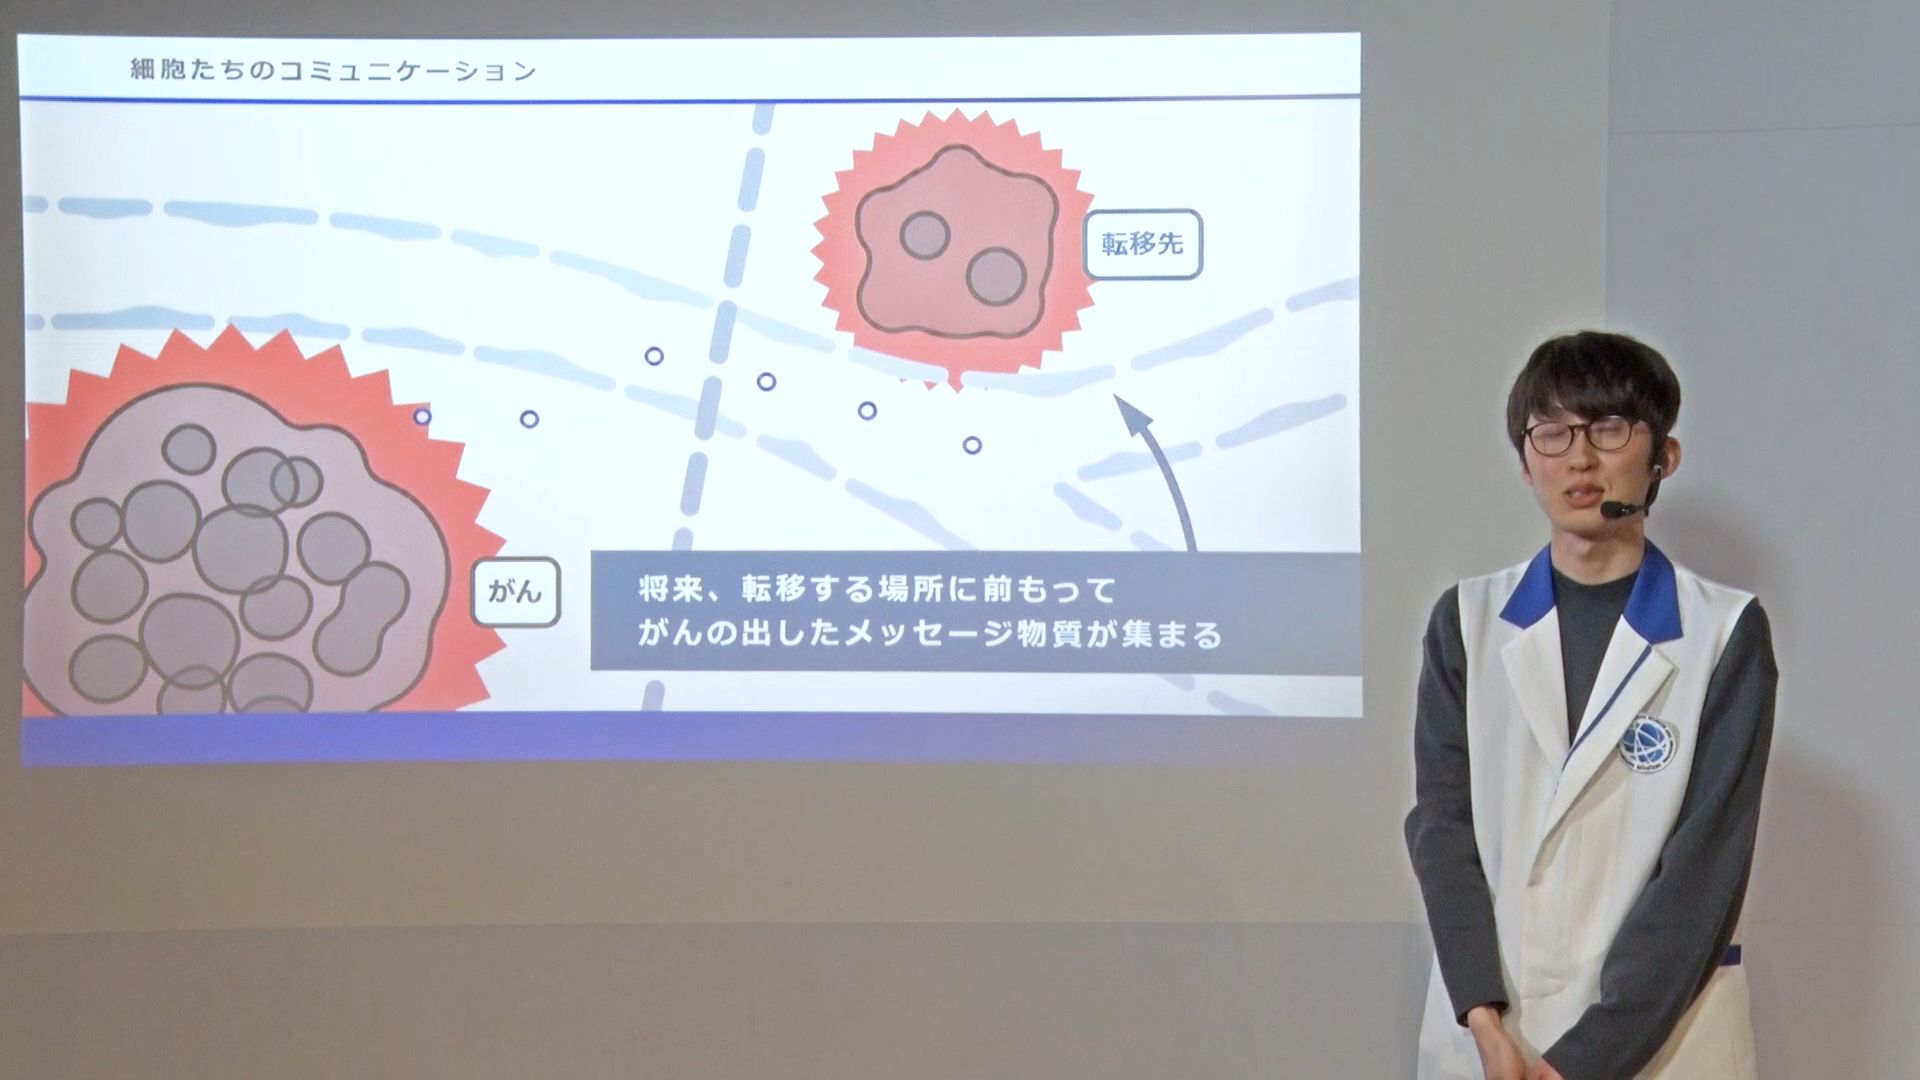 細胞たちのコミュニケーション
転移先
がん
将来、転移する場所に前もって
がんの出したメッセージ物質が集まる